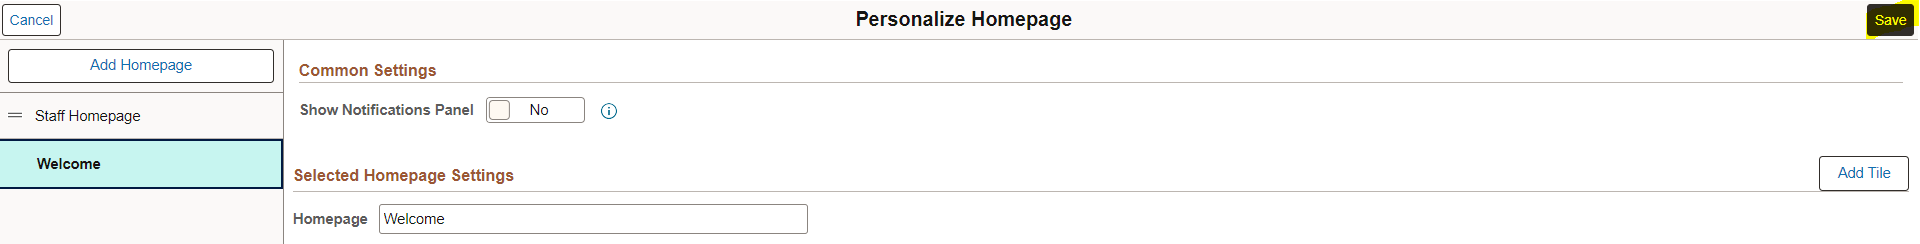 Cancel
Personalize Homepage
Save
Add Homepage
Staff Homepage
Welcome
Common Settings
Show Notifications Panel No
Selected Homepage Settings
Add Tile
Homepage Welcome